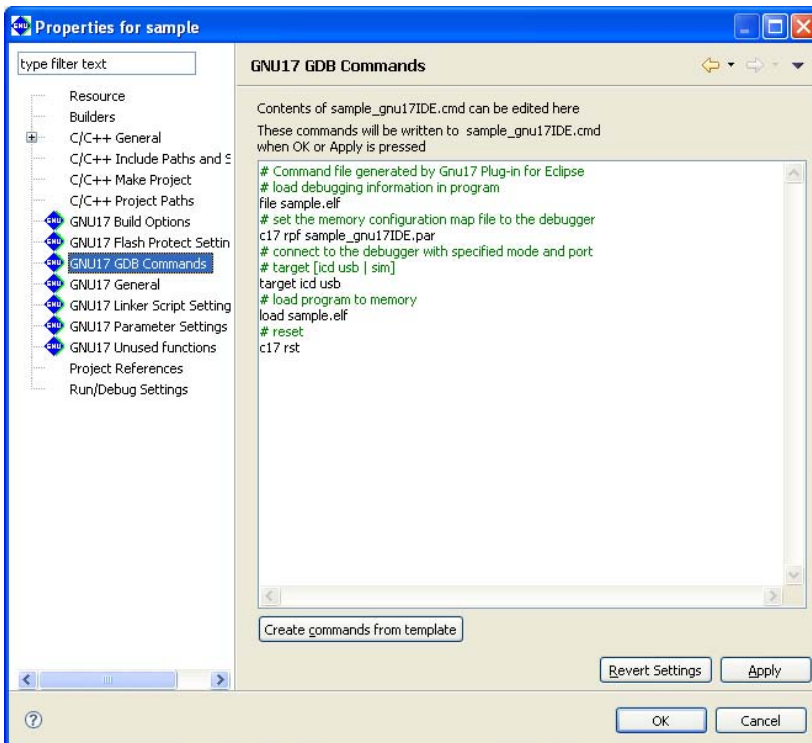 Properties for sample
type filter text
Resource
Builders
C/C++ General
C/C++ Include Paths and S
C/C++ Make Project
C/C++ Project Paths
GNU17 Build Options
GNU17 Flash Protect Settin
GNU17 GDB Commands
GNU17 General
GNU17 Linker Script Setting
GNU17 Parameter Settings
GNU17 Unused functions
Project References
Run/Debug Settings
GNU17 GDB Commands
Contents of sample_gnu17IDE.cmd can be edited here
These commands will be written to sample_gnu17IDE.cmd
when OK or Apply is pressed
# Command file generated by Gnu17 Plug-in for Eclipse
# load debugging information in program
file sample.elf
# set the memory configuration map file to the debugger
c17 rpf sample_gnu17IDE.par
# connect to the debugger with specified mode and port
# target [icd usb | sim]
target icd usb
# load program to memory
load sample.elf
# reset
c17 rst
Create commands from template
Revert Settings
Apply
OK
Cancel